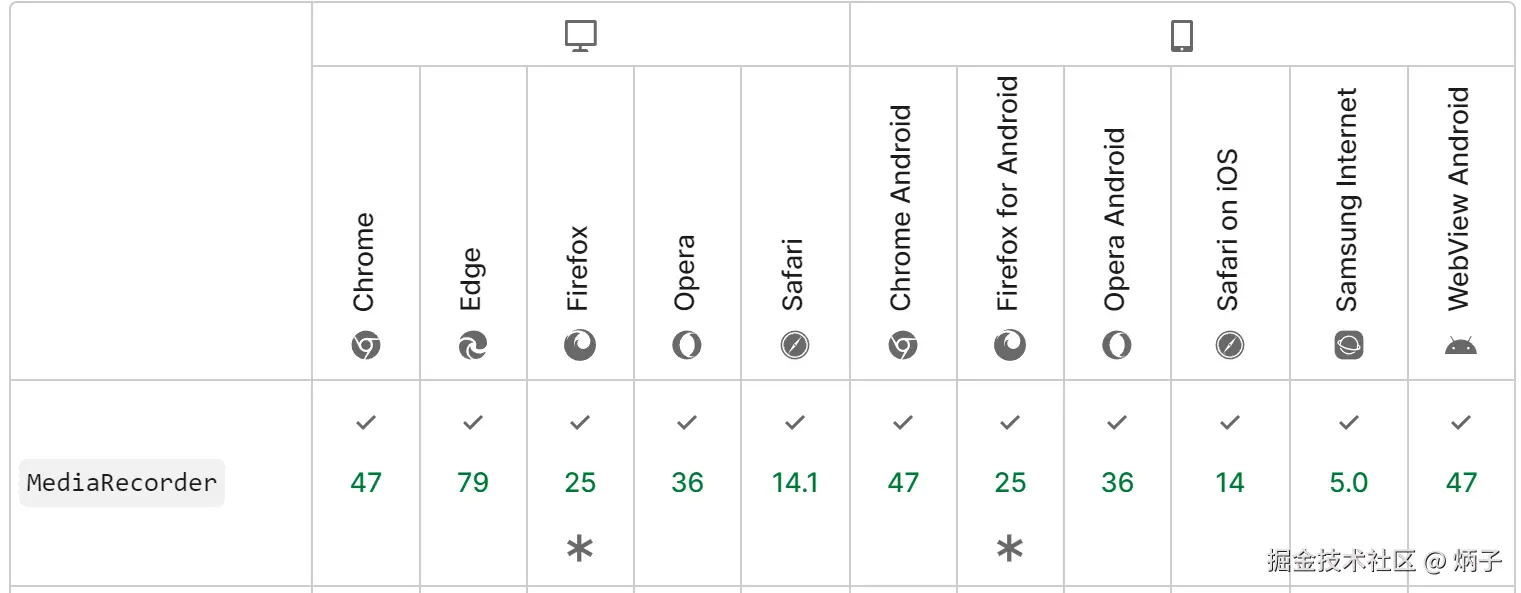 Chrome
Edge
Firefox
Opera
Safari
Chrome Android
Firefox for Android
Opera Android
Safari on iOS
Samsung Internet
WebView Android
MediaRecorder
47
79
25
36
14.1
47
25
36
14
5.0
47
*
*
掘金技术社区 @ 炳子